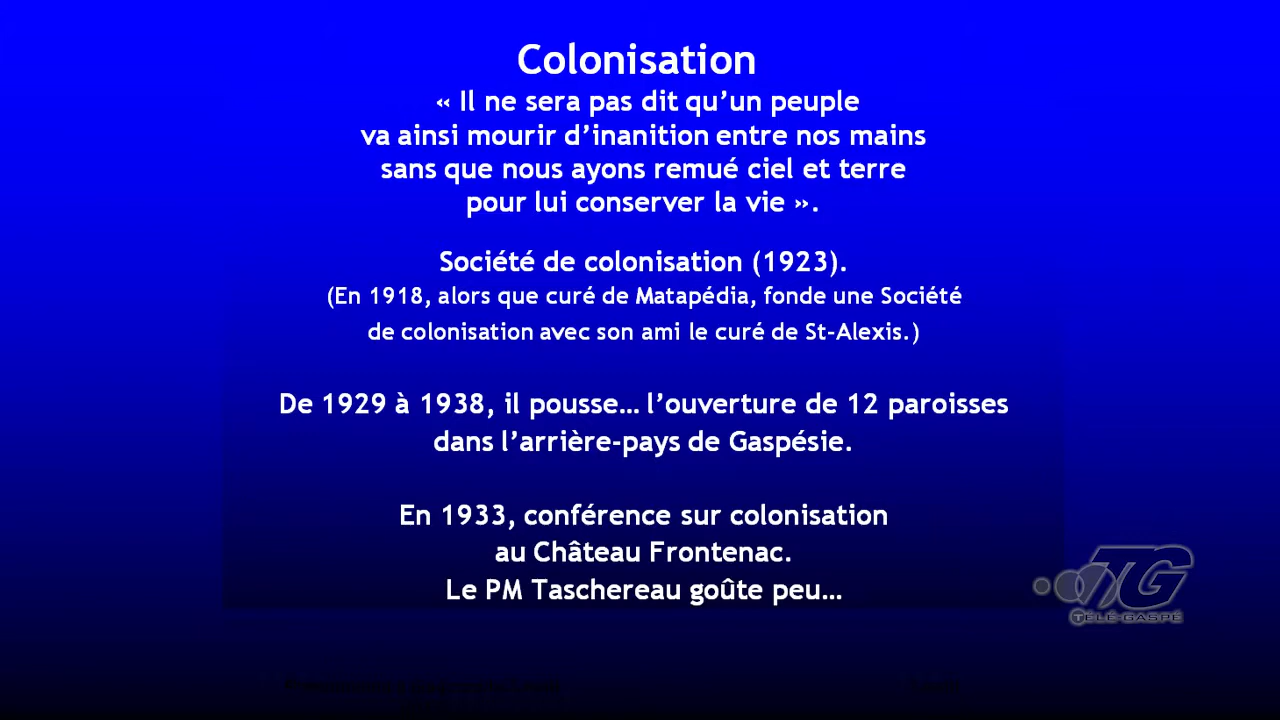 Colonisation
« Il ne sera pas dit qu’un peuple
va ainsi mourir d’inanition entre nos mains
sans que nous ayons remué ciel et terre
pour lui conserver la vie ».
Société de colonisation (1923).
(En 1918, alors que curé de Matapédia, fonde une Société
de colonisation avec son ami le curé de St-Alexis.)
De 1929 à 1938, il pousse… l’ouverture de 12 paroisses
dans l’arrière-pays de Gaspésie.
En 1933, conférence sur colonisation
au Château Frontenac.
Le PM Taschereau goûte peu…
TG
TÉLÉ-GASPÉ